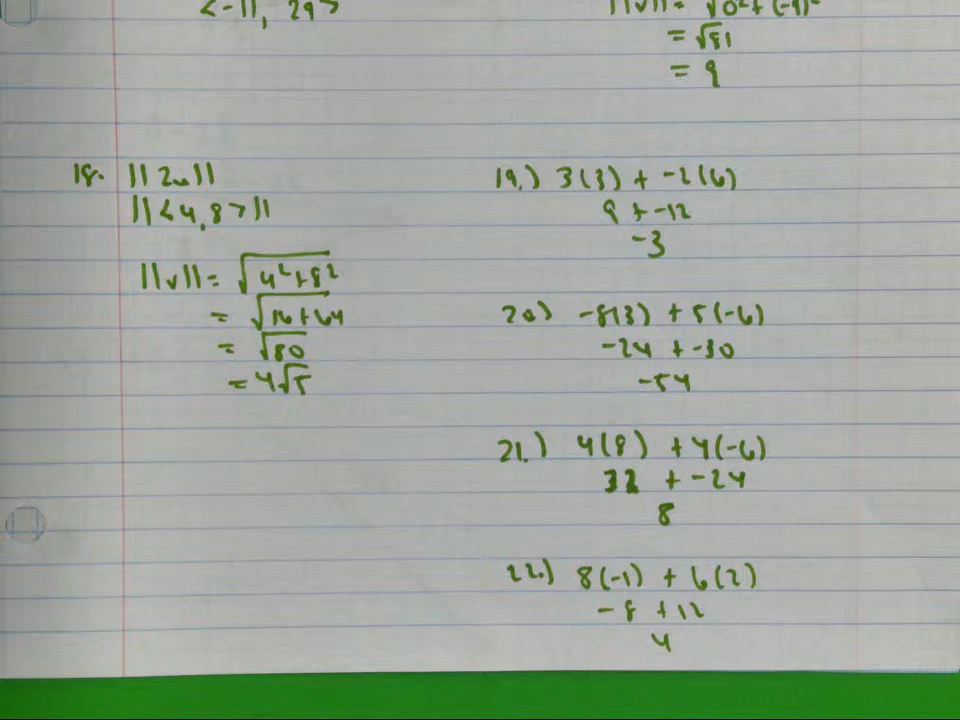 <-11, 29>
||v|| = √0²+(-9)²
= √81
= 9
18. ||2u||
||<4,8>||
||v|| = √4²+8²
= √16+64
= √80
= 4√5
19.) 3(3) + -2(6)
9 + -12
-3
20) -8(3) + 5(-6)
-24 + -30
-54
21.) 4(8) + 4(-6)
32 + -24
8
22.) 8(-1) + 6(2)
-8 + 12
4